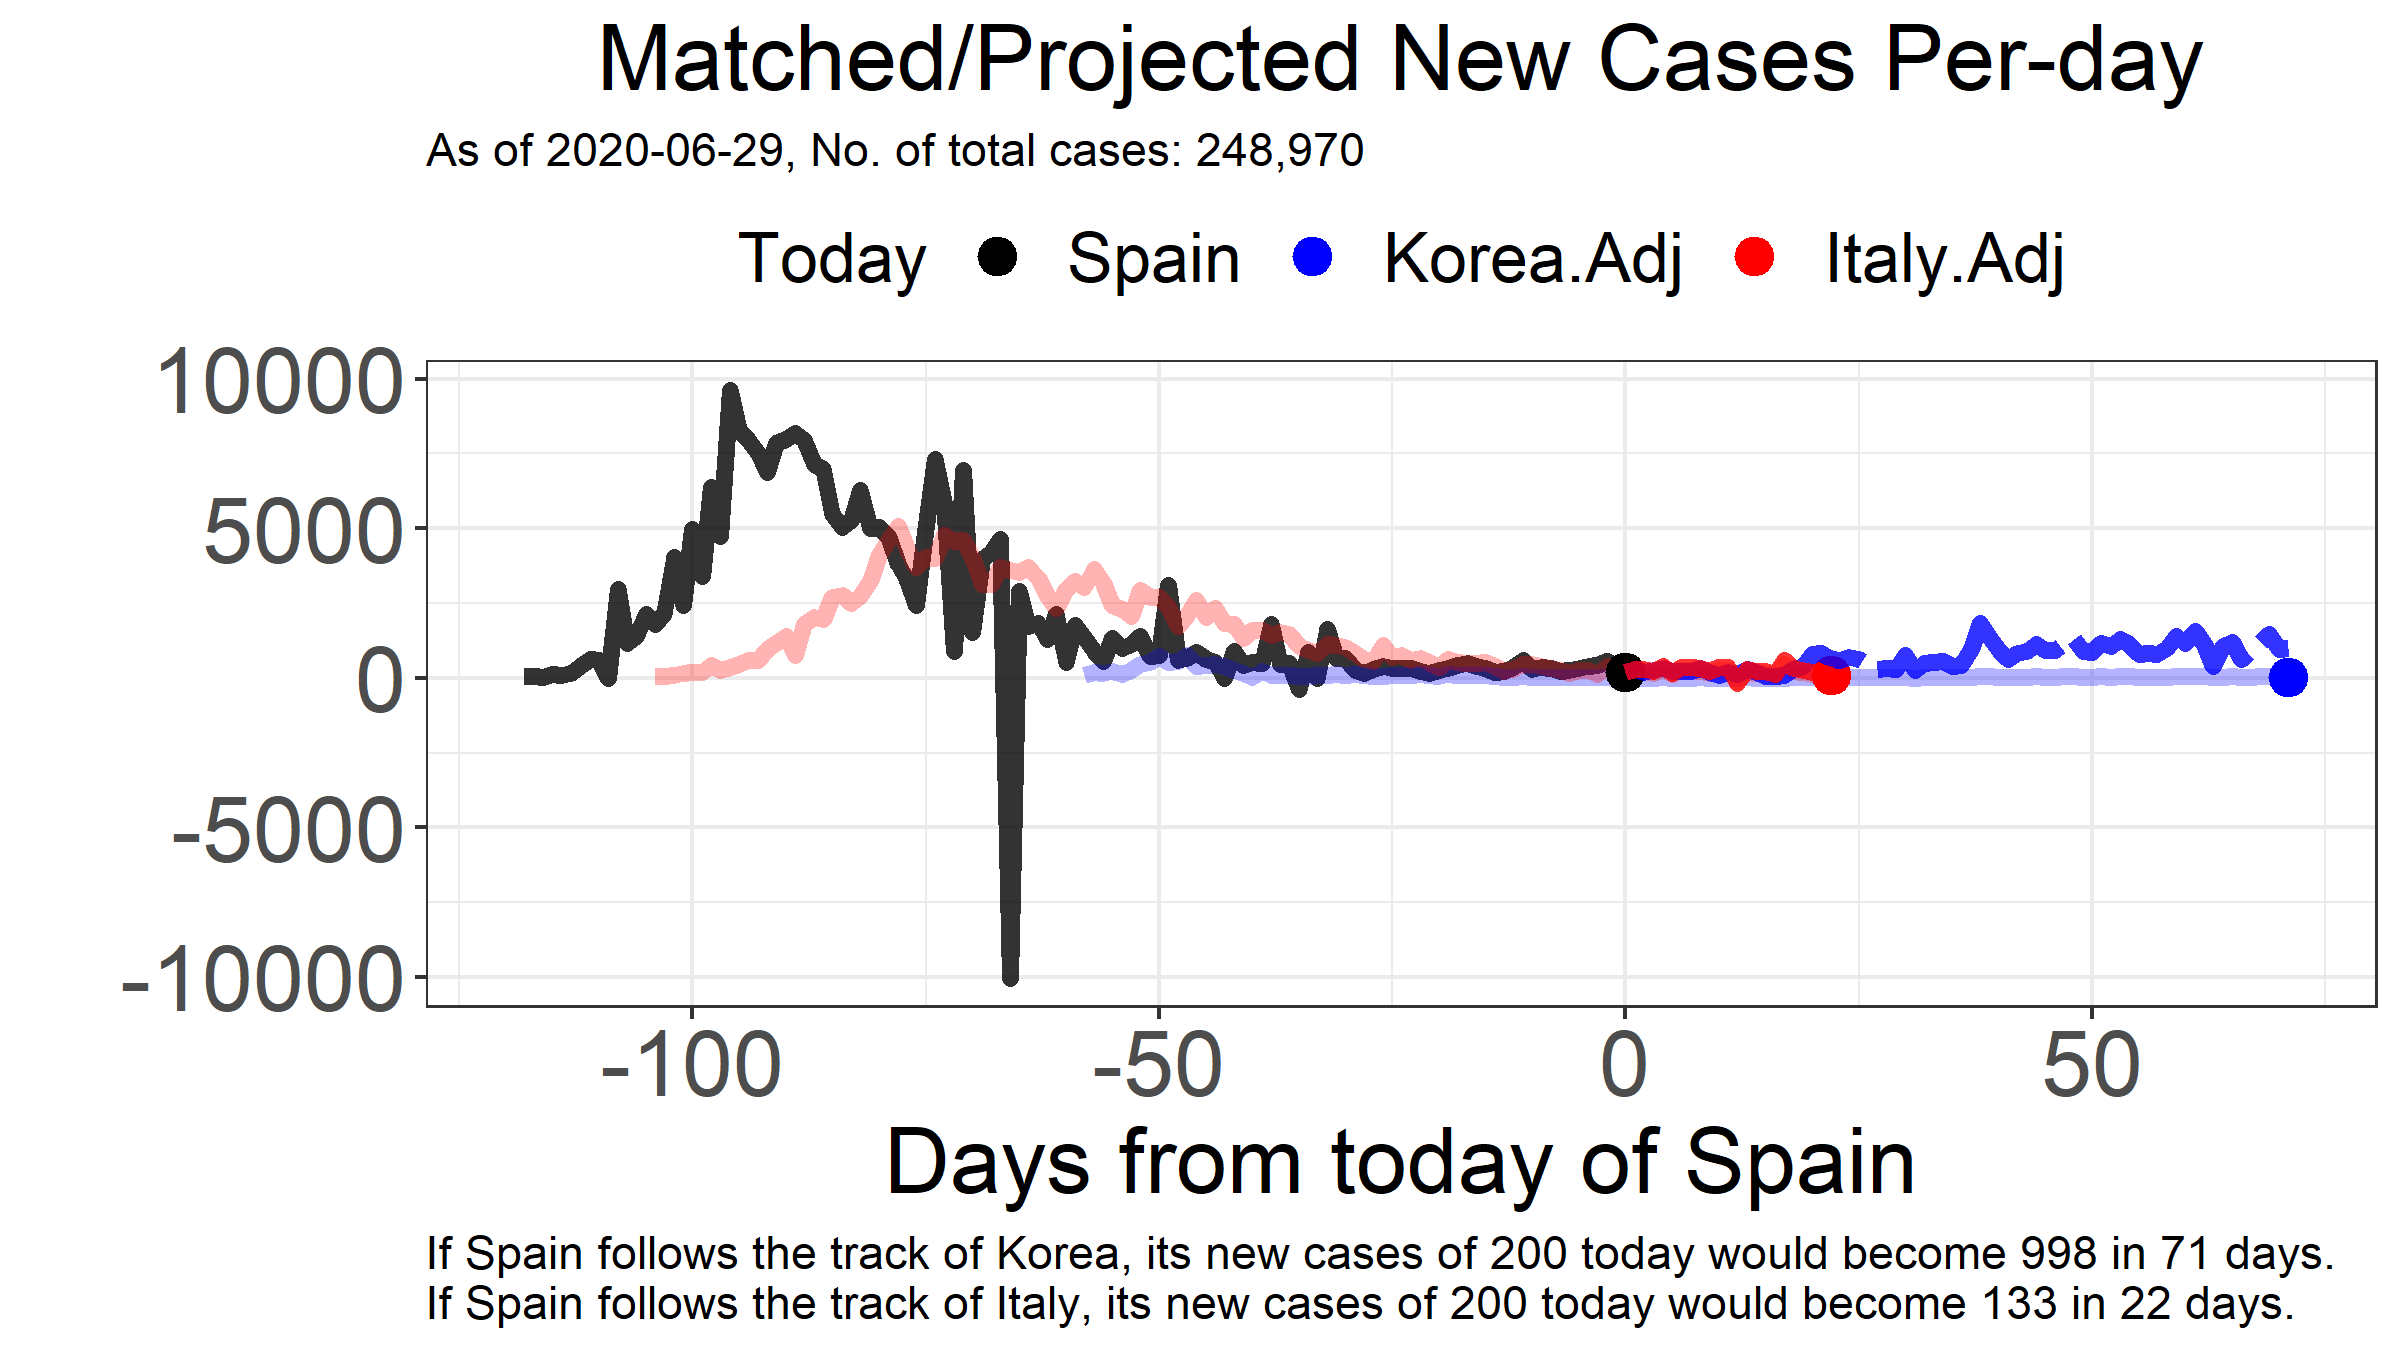 Matched/Projected New Cases Per-day
As of 2020-06-29, No. of total cases: 248,970
Today Spain Korea.Adj Italy.Adj
10000
5000
0
-5000
-10000
-100 -50 0 50
Days from today of Spain
If Spain follows the track of Korea, its new cases of 200 today would become 998 in 71 days.
If Spain follows the track of Italy, its new cases of 200 today would become 133 in 22 days.